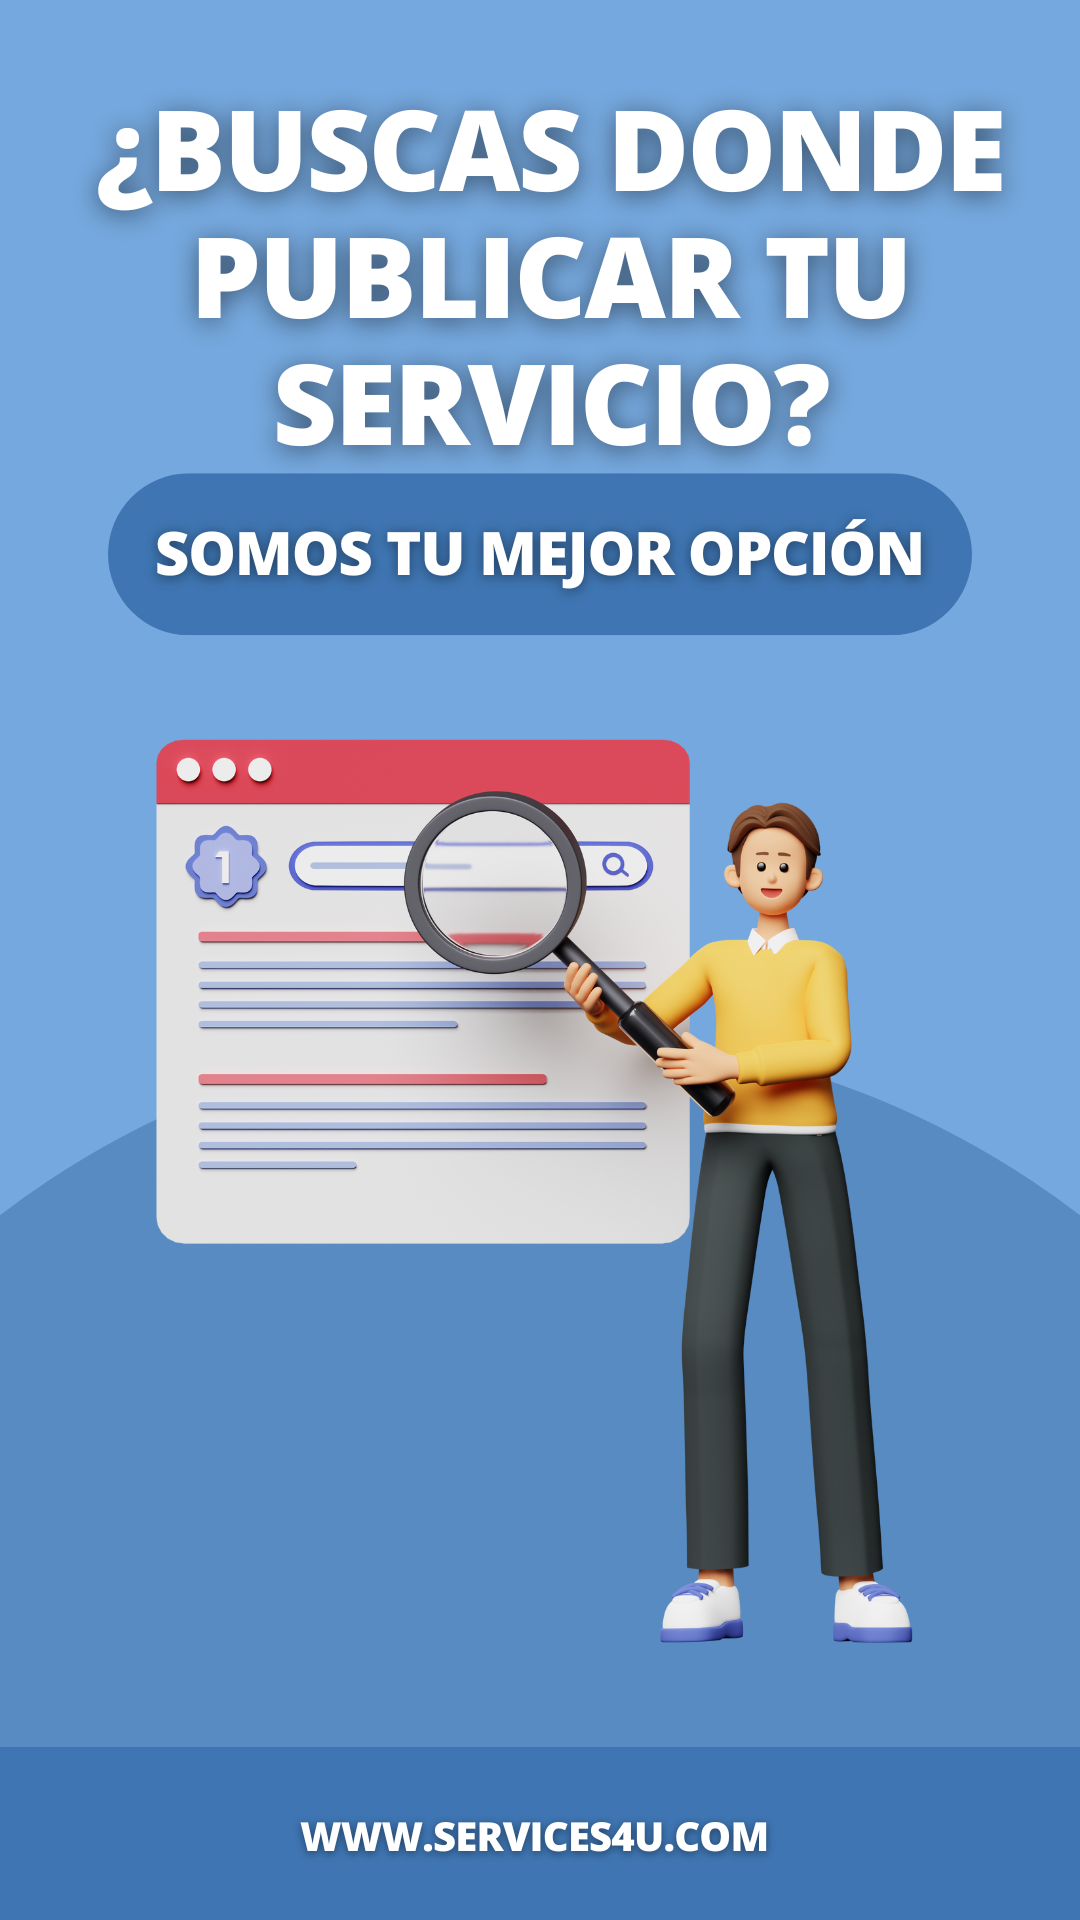 ¿BUSCAS DONDE
PUBLICAR TU
SERVICIO?
SOMOS TU MEJOR OPCIÓN
1
WWW.SERVICES4U.COM